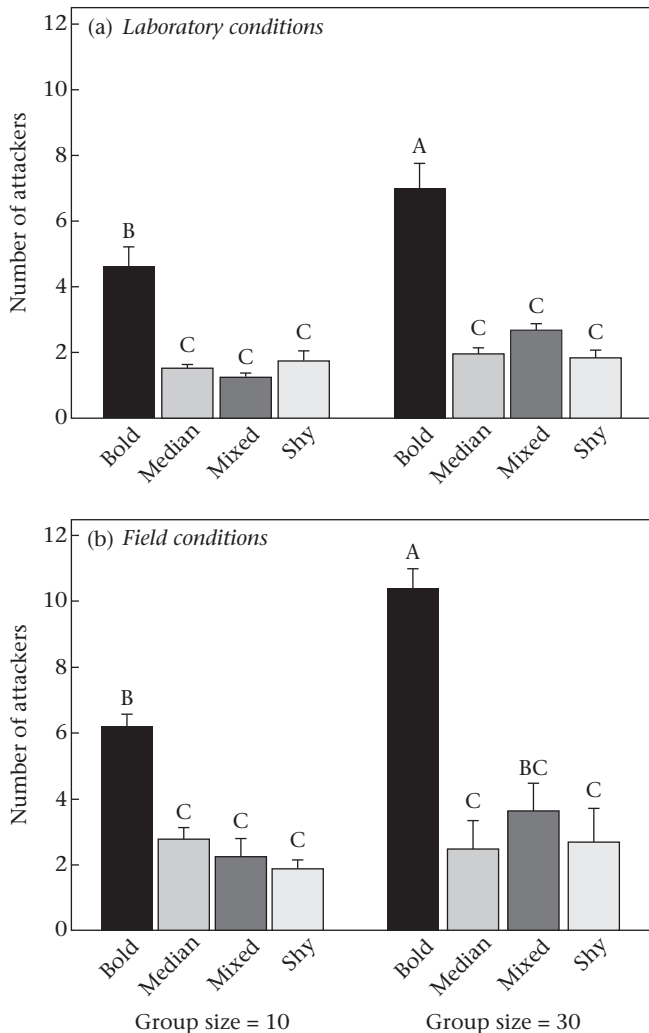 (a) Laboratory conditions
12
10
8
6
4
2
0
Number of attackers
B
C
C
C
A
C
C
C
Bold
Median
Mixed
Shy
Bold
Median
Mixed
Shy
(b) Field conditions
12
10
8
6
4
2
0
Number of attackers
B
C
C
C
A
C
BC
C
Bold
Median
Mixed
Shy
Bold
Median
Mixed
Shy
Group size = 10
Group size = 30